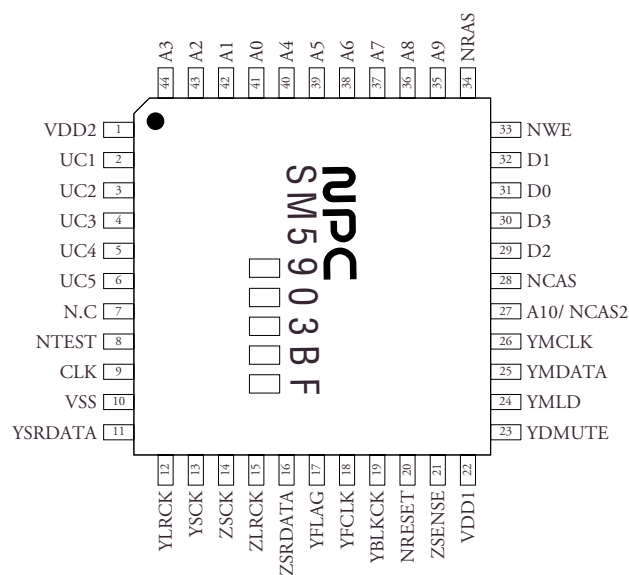 A3 A2 A1 A0 A4 A5 A6 A7 A8 A9 NRAS
44 43 42 41 40 39 38 37 36 35 34
VDD2 1
UC1 2
UC2 3
UC3 4
UC4 5
UC5 6
N.C 7
NTEST 8
CLK 9
VSS 10
YSRDATA 11
NPC
SM5903BF
33 NWE
32 D1
31 D0
30 D3
29 D2
28 NCAS
27 A10/ NCAS2
26 YMCLK
25 YMDATA
24 YMLD
23 YDMUTE
12 13 14 15 16 17 18 19 20 21 22
YLRCK YSCK ZSCK ZLRCK ZSRDATA YFLAG YFCLK YBLKCK NRESET ZSENSE VDD1